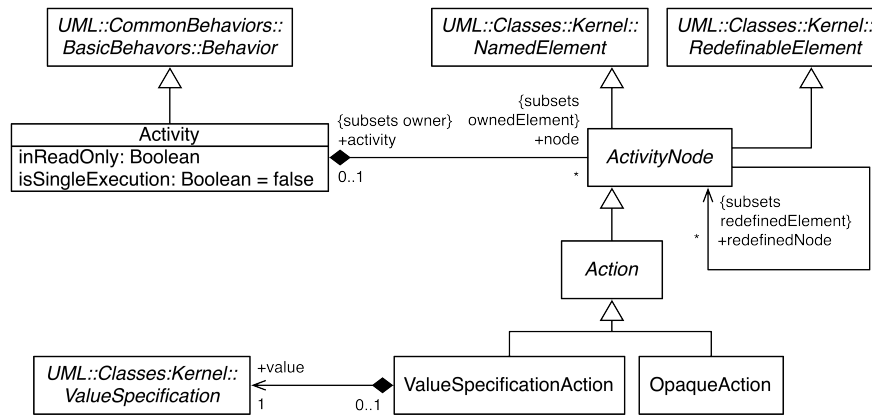 UML::CommonBehaviors::
BasicBehavors::Behavior
UML::Classes::Kernel::
NamedElement
UML::Classes::Kernel::
RedefinableElement
Activity
inReadOnly: Boolean
isSingleExecution: Boolean = false
{subsets owner}
+activity
0..1
{subsets
ownedElement}
+node
*
ActivityNode
{subsets
redefinedElement}
+redefinedNode
*
Action
UML::Classes:Kernel::
ValueSpecification
+value
1
0..1
ValueSpecificationAction
OpaqueAction